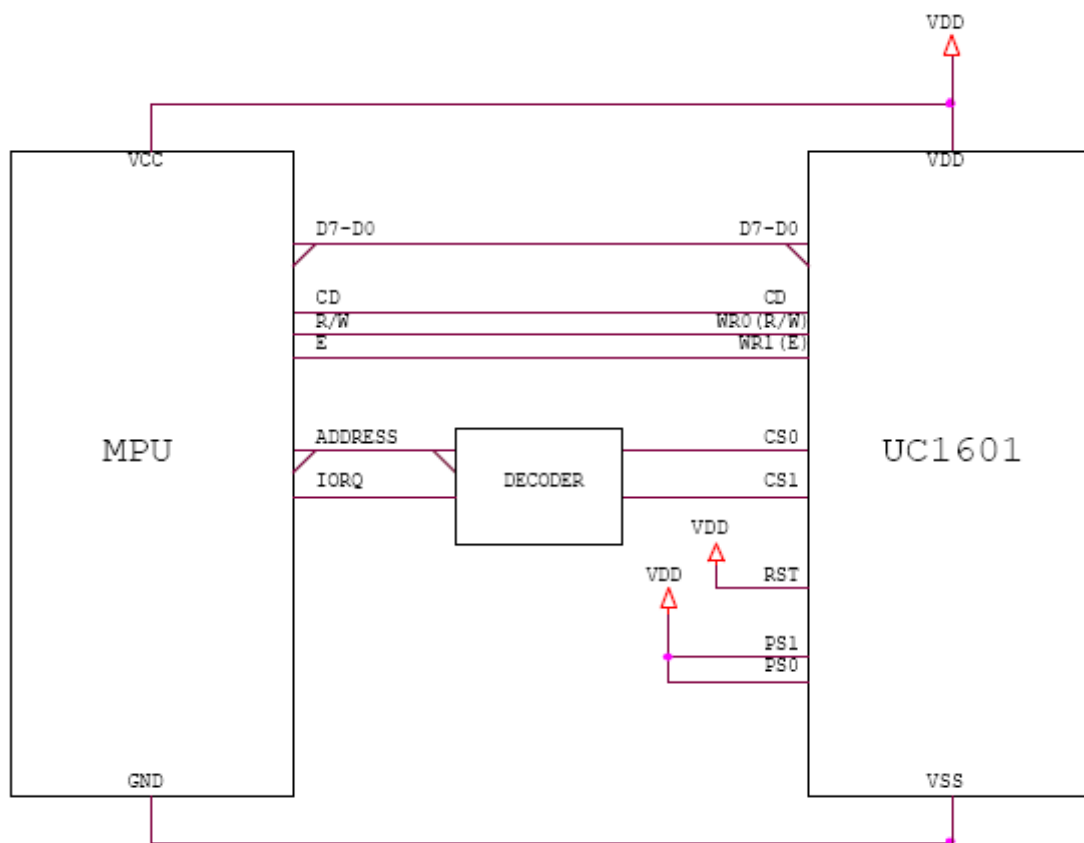 VDD
VCC VDD
D7-D0 D7-D0
CD CD
R/W WR0(R/W)
E WR1(E)
MPU ADDRESS CS0 UC1601
IORQ DECODER CS1
VDD
VDD RST
PS1
PS0
GND VSS